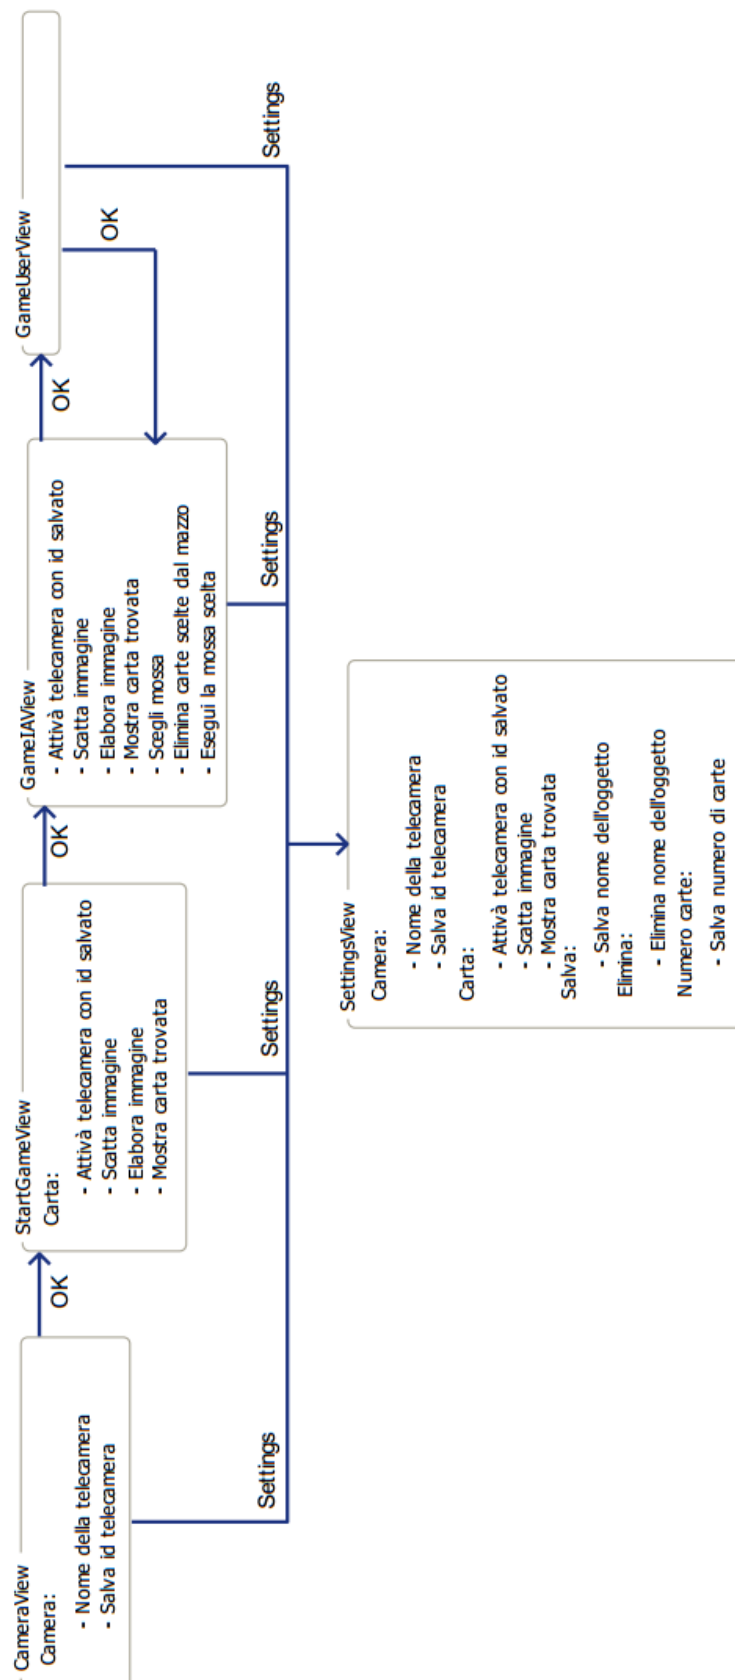 CameraView
Camera:
- Nome della telecamera
- Salva id telecamera
OK
Settings
StartGameView
Carta:
- Attivà telecamera con id salvato
- Scatta immagine
- Elabora immagine
- Mostra carta trovata
OK
Settings
GameIAView
- Attivà telecamera con id salvato
- Scatta immagine
- Elabora immagine
- Mostra carta trovata
- Scegli mossa
- Elimina carte scelte dal mazzo
- Esegui la mossa scelta
OK
Settings
GameUserView
OK
Settings
SettingsView
Camera:
- Nome della telecamera
- Salva id telecamera
Carta:
- Attivà telecamera con id salvato
- Scatta immagine
- Mostra carta trovata
Salva:
- Salva nome dell'oggetto
Elimina:
- Elimina nome dell'oggetto
Numero carte:
- Salva numero di carte